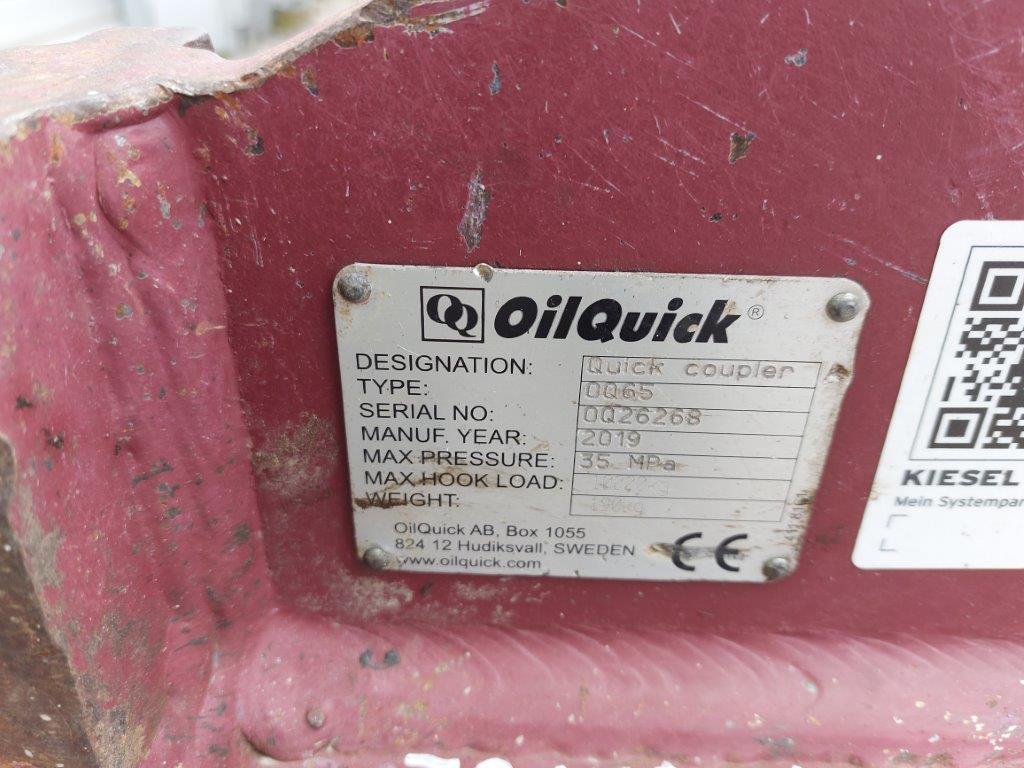 QQ OilQuick ®
DESIGNATION: Quick coupler
TYPE: OQ65
SERIAL NO: OQ26268
MANUF. YEAR: 2019
MAX PRESSURE: 35 MPa
MAX HOOK LOAD:
WEIGHT:
OilQuick AB, Box 1055
824 12 Hudiksvall, SWEDEN
www.oilquick.com
CE
KIESEL
Mein Systempar